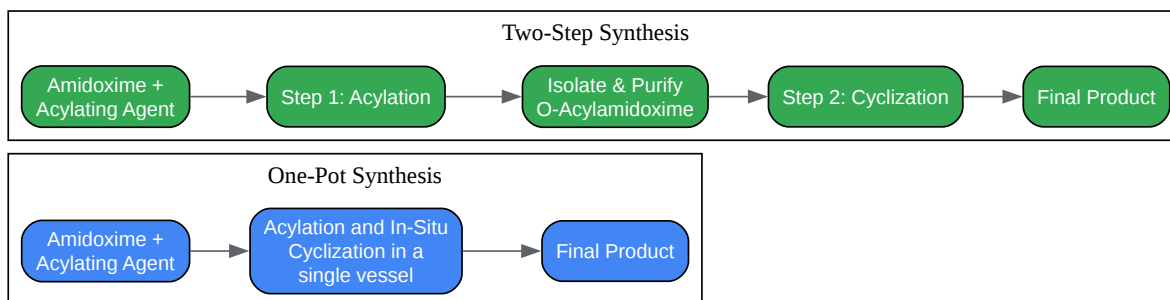 Two-Step Synthesis
Amidoxime +
Acylating Agent
Step 1: Acylation
Isolate & Purify
O-Acylamidoxime
Step 2: Cyclization
Final Product
One-Pot Synthesis
Amidoxime +
Acylating Agent
Acylation and In-Situ
Cyclization in a
single vessel
Final Product